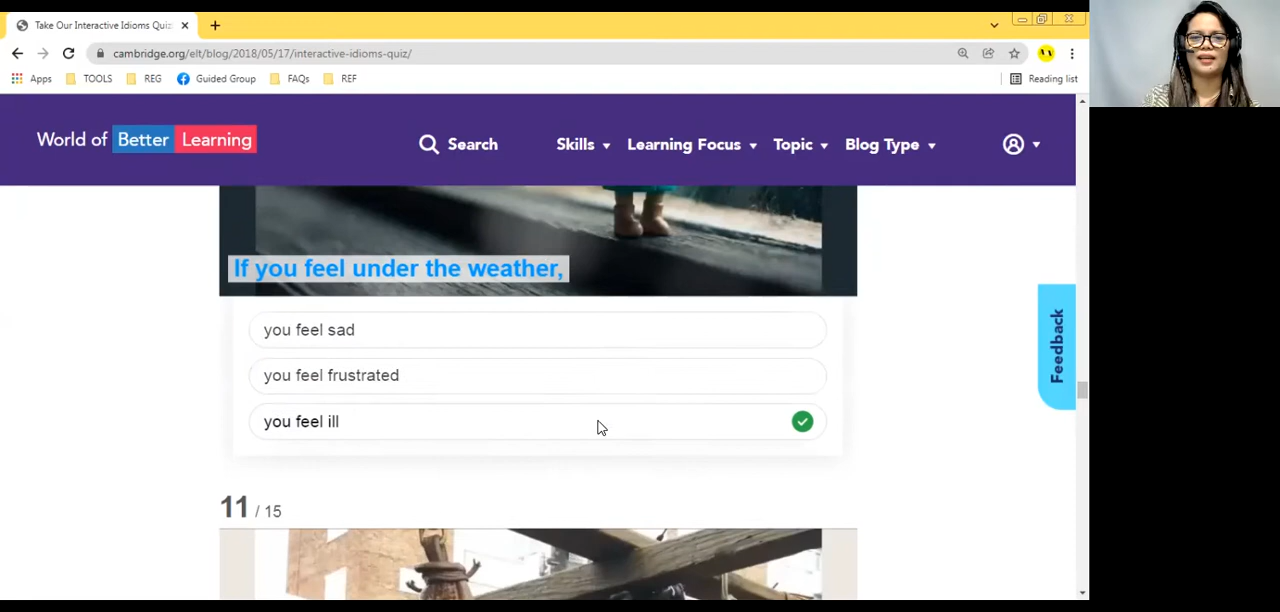 Take Our Interactive Idioms Quiz
cambridge.org/elt/blog/2018/05/17/interactive-idioms-quiz/
Apps TOOLS REG Guided Group FAQs REF Reading list
World of Better Learning Search Skills Learning Focus Topic Blog Type
If you feel under the weather,
you feel sad
you feel frustrated
you feel ill
Feedback
11 / 15